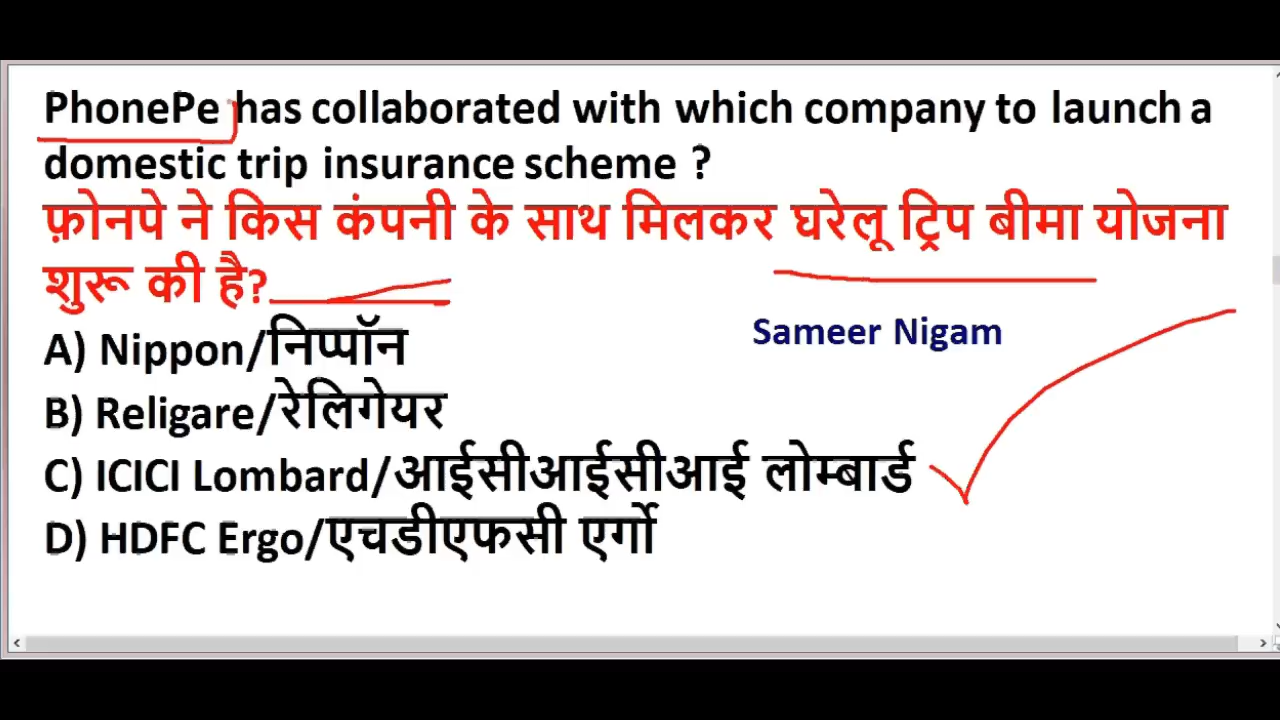 PhonePe has collaborated with which company to launch a
domestic trip insurance scheme ?
फ़ोनपे ने किस कंपनी के साथ मिलकर घरेलू ट्रिप बीमा योजना
शुरू की है?
A) Nippon/निप्पॉन
Sameer Nigam
B) Religare/रेलिगेयर
C) ICICI Lombard/आईसीआईसीआई लोम्बार्ड
D) HDFC Ergo/एचडीएफसी एर्गो